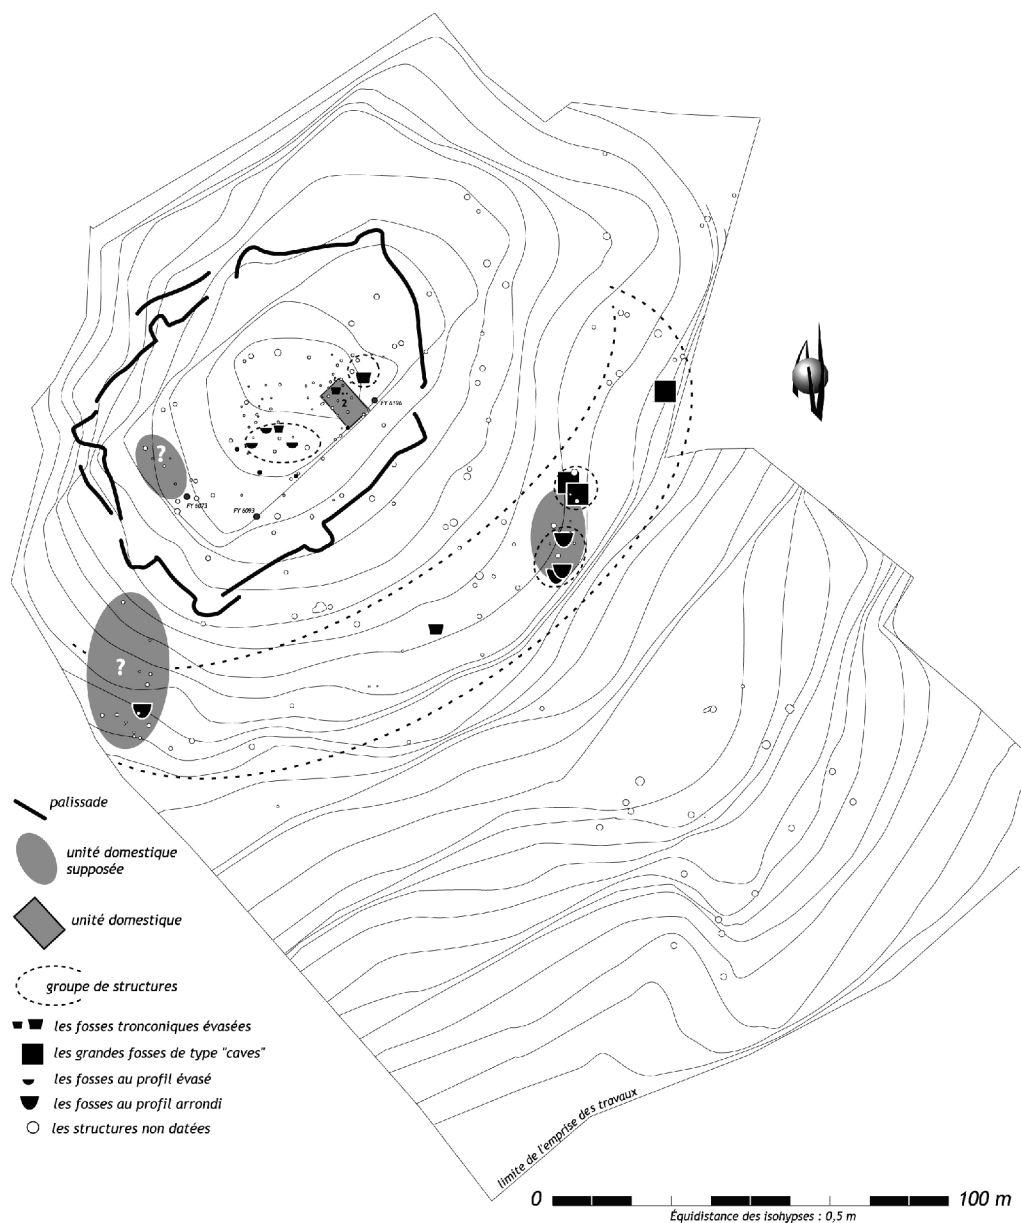 2
FY 6196
?
FY 6073
FY 6093
?
palissade
unité domestique
supposée
unité domestique
groupe de structures
les fosses tronconiques évasées
les grandes fosses de type "caves"
les fosses au profil évasé
les fosses au profil arrondi
les structures non datées
limite de l'emprise des travaux
0 100 m
Équidistance des isohypses : 0,5 m